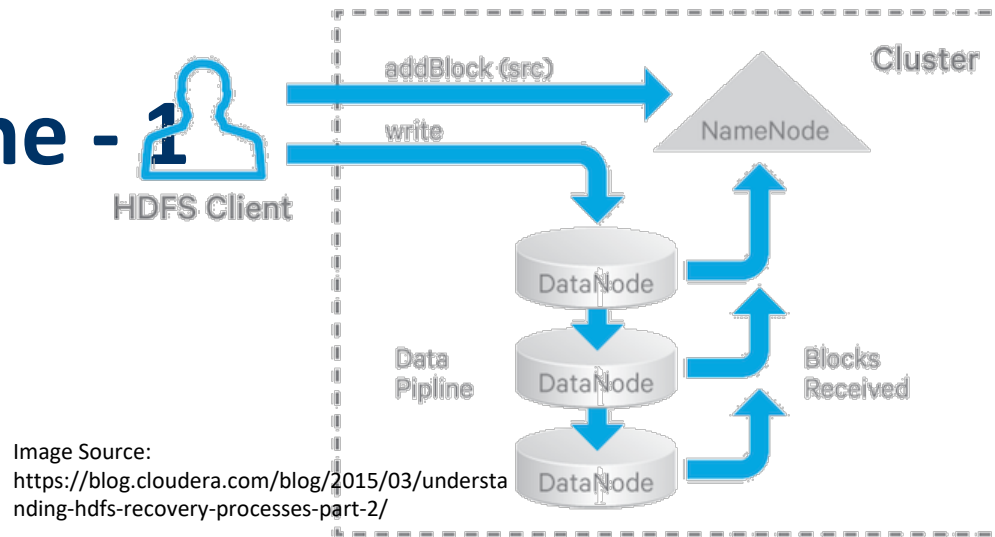 ne - 1
HDFS Client
addBlock (src)
write
Cluster
NameNode
DataNode
DataNode
DataNode
Data
Pipline
Blocks
Received
Image Source:
https://blog.cloudera.com/blog/2015/03/understa
nding-hdfs-recovery-processes-part-2/